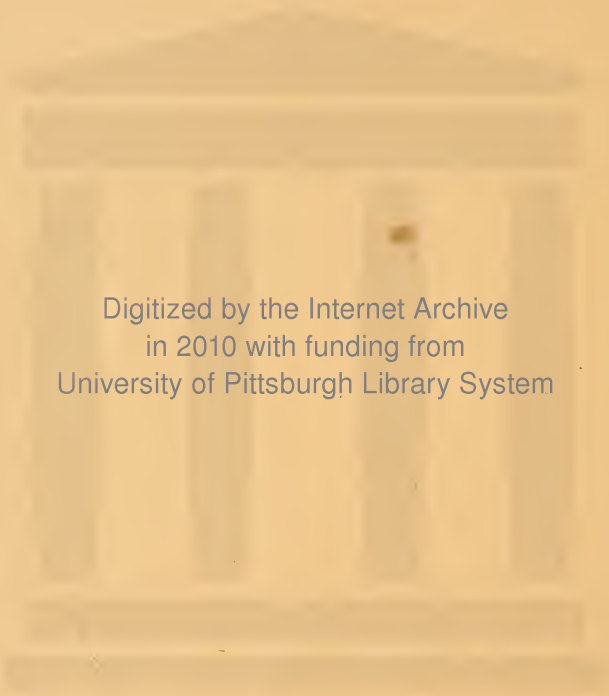 Digitized by the Internet Archive
in 2010 with funding from
University of Pittsburgh Library System